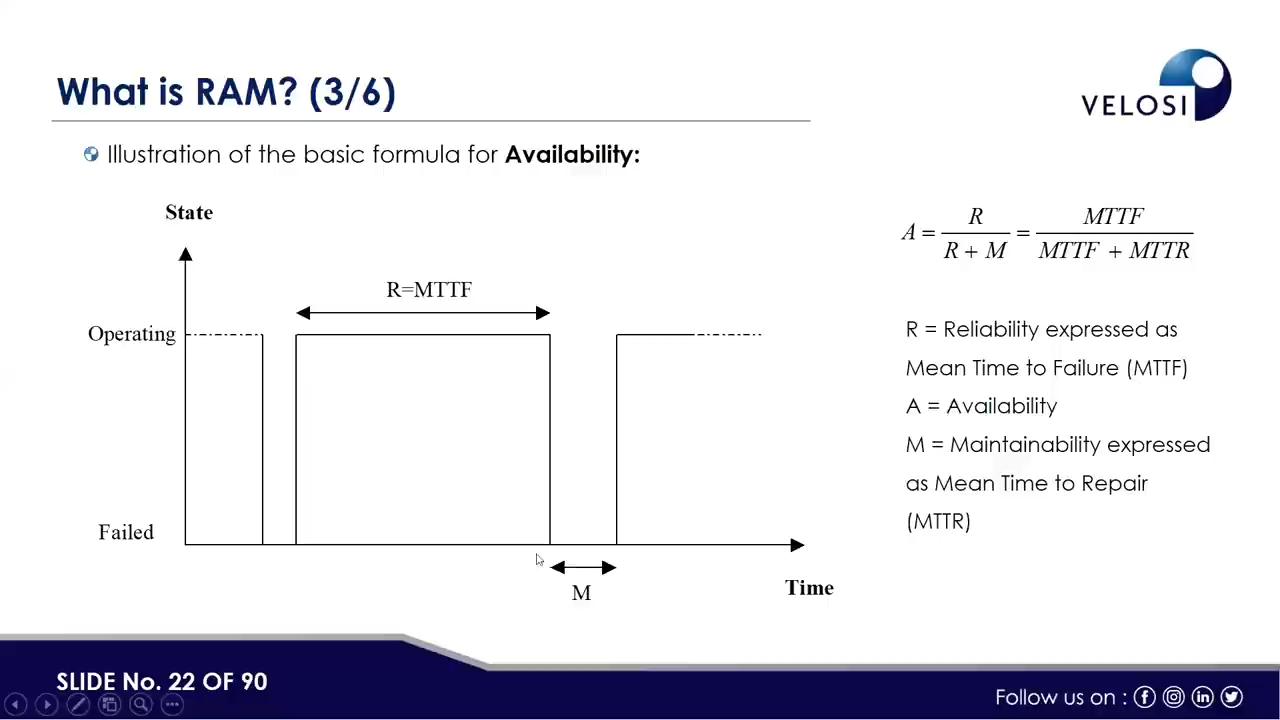 What is RAM? (3/6)
VELOSI
Illustration of the basic formula for Availability:
State
R=MTTF
Operating
Failed
M
Time
A = R / (R + M) = MTTF / (MTTF + MTTR)
R = Reliability expressed as
Mean Time to Failure (MTTF)
A = Availability
M = Maintainability expressed
as Mean Time to Repair
(MTTR)
SLIDE No. 22 OF 90
Follow us on :